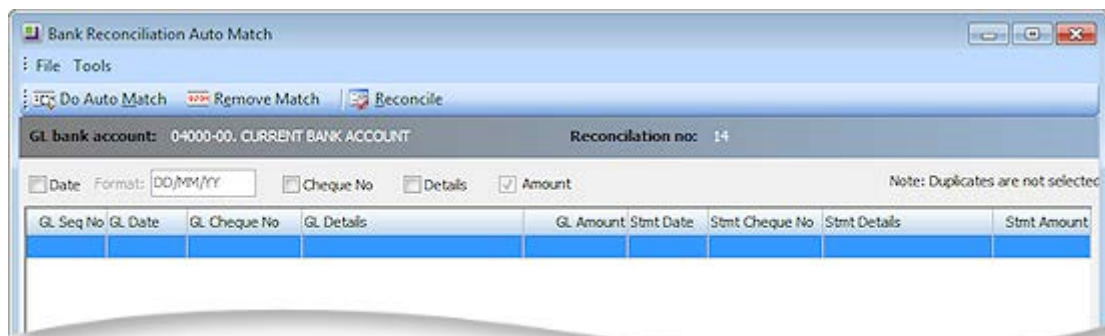 Bank Reconciliation Auto Match
File Tools
Do Auto Match Remove Match Reconcile
GL bank account: 04000-00. CURRENT BANK ACCOUNT Reconcilation no: 14
Date Format: DD/MM/YY Cheque No Details Amount Note: Duplicates are not selected
GL Seq No GL Date GL Cheque No GL Details GL Amount Stmt Date Stmt Cheque No Stmt Details Stmt Amount